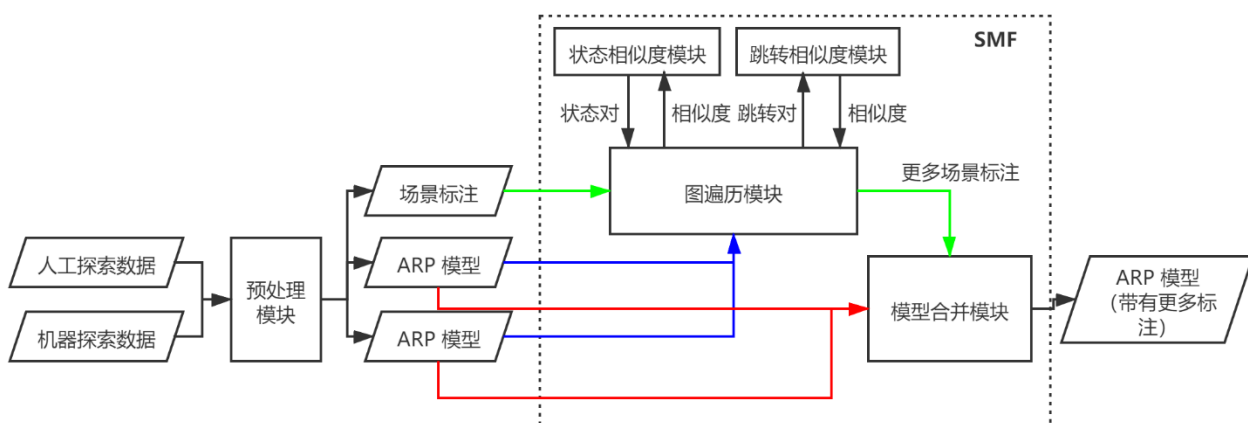 SMF
状态相似度模块
跳转相似度模块
状态对
相似度
跳转对
相似度
场景标注
图遍历模块
更多场景标注
人工探索数据
预处理
模块
ARP 模型
机器探索数据
ARP 模型
模型合并模块
ARP 模型
（带有更多标
注）